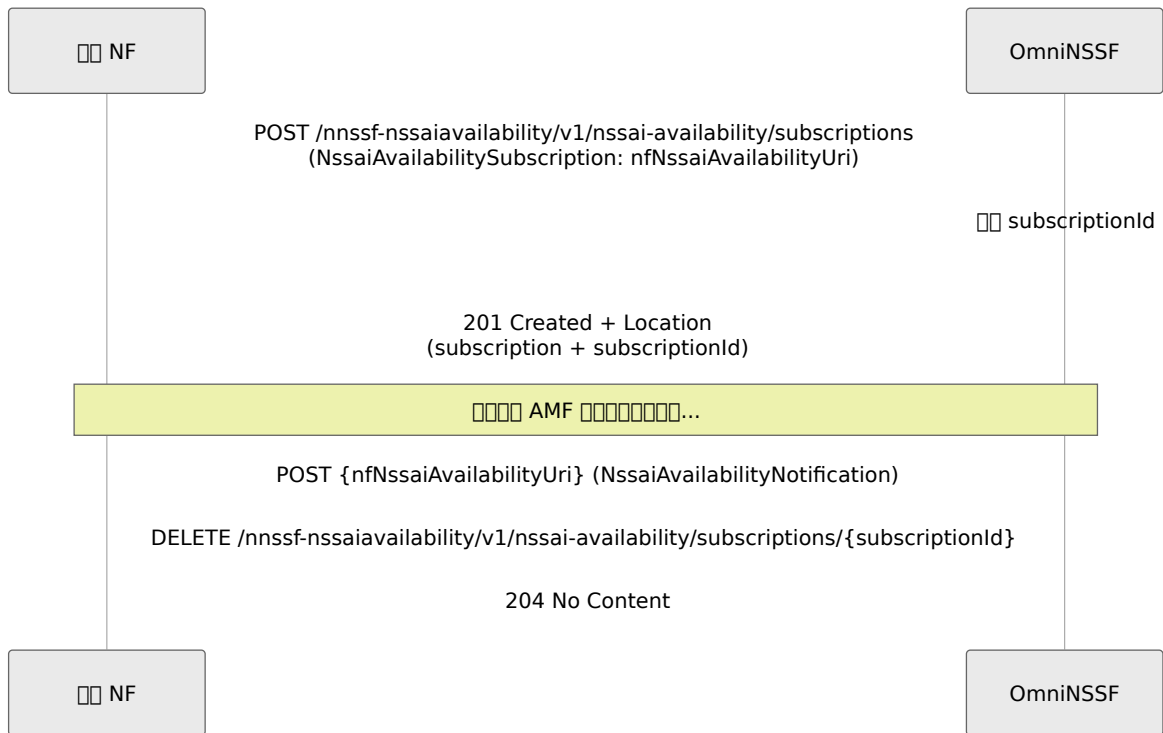 NF
OmniNSSF
POST /nnssf-nssaiavailability/v1/nssai-availability/subscriptions
(NssaiAvailabilitySubscription: nfNssaiAvailabilityUri)
subscriptionId
201 Created + Location
(subscription + subscriptionId)
AMF ...
POST {nfNssaiAvailabilityUri} (NssaiAvailabilityNotification)
DELETE /nnssf-nssaiavailability/v1/nssai-availability/subscriptions/{subscriptionId}
204 No Content
NF
OmniNSSF